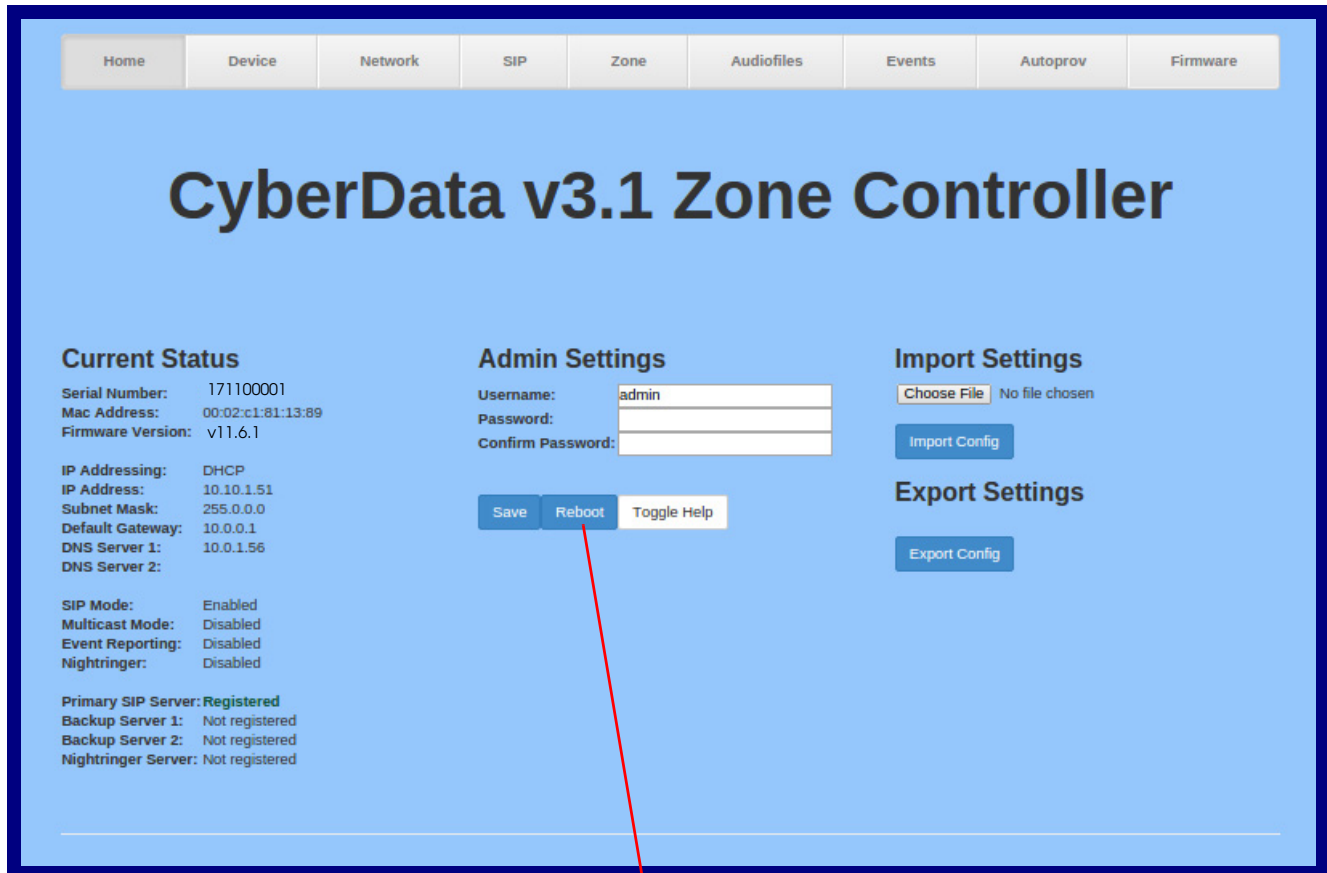 Home Device Network SIP Zone Audiofiles Events Autoprov Firmware
CyberData v3.1 Zone Controller
Current Status
Serial Number: 171100001
Mac Address: 00:02:c1:81:13:89
Firmware Version: v11.6.1
IP Addressing: DHCP
IP Address: 10.10.1.51
Subnet Mask: 255.0.0.0
Default Gateway: 10.0.0.1
DNS Server 1: 10.0.1.56
DNS Server 2:
SIP Mode: Enabled
Multicast Mode: Disabled
Event Reporting: Disabled
Nightringer: Disabled
Primary SIP Server: Registered
Backup Server 1: Not registered
Backup Server 2: Not registered
Nightringer Server: Not registered
Admin Settings
Username: admin
Password:
Confirm Password:
Save Reboot Toggle Help
Import Settings
Choose File No file chosen
Import Config
Export Settings
Export Config